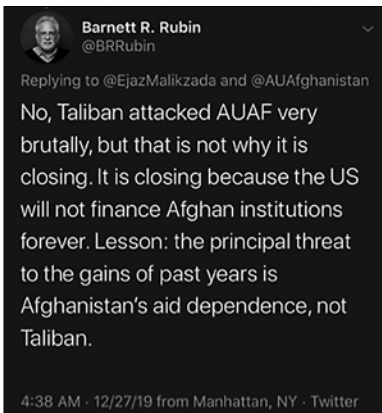 Barnett R. Rubin
@BRRubin
Replying to @EjazMalikzada and @AUAfghanistan
No, Taliban attacked AUAF very
brutally, but that is not why it is
closing. It is closing because the US
will not finance Afghan institutions
forever. Lesson: the principal threat
to the gains of past years is
Afghanistan's aid dependence, not
Taliban.
4:38 AM · 12/27/19 from Manhattan, NY · Twitter